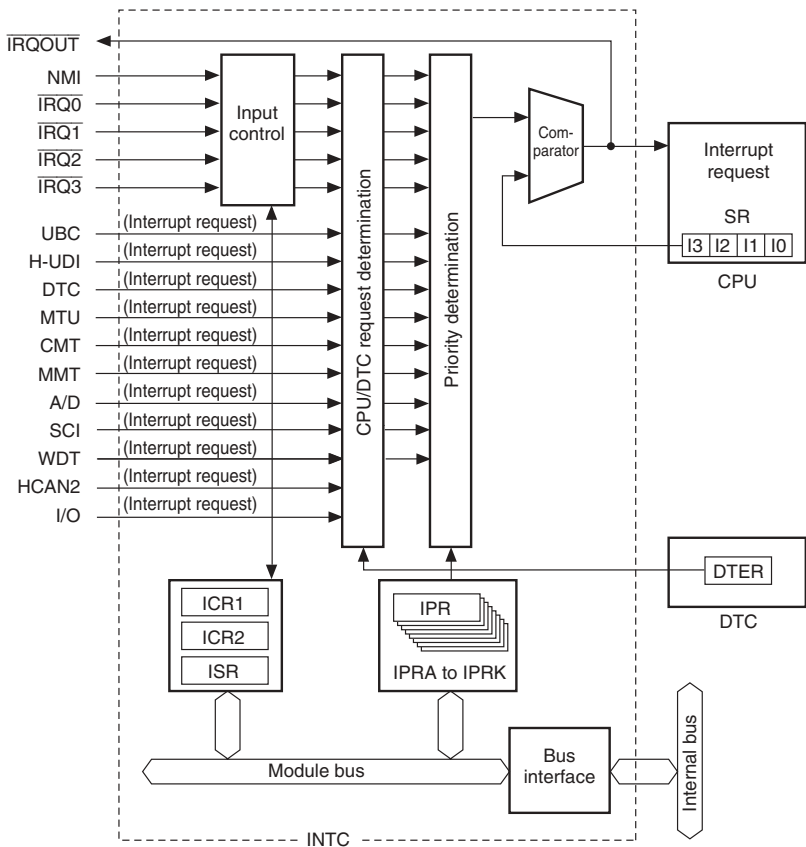 IRQOUT
NMI
IRQ0
IRQ1
IRQ2
IRQ3
Input
control
UBC (Interrupt request)
H-UDI (Interrupt request)
DTC (Interrupt request)
MTU (Interrupt request)
CMT (Interrupt request)
MMT (Interrupt request)
A/D (Interrupt request)
SCI (Interrupt request)
WDT (Interrupt request)
HCAN2 (Interrupt request)
I/O (Interrupt request)
CPU/DTC request determination
Priority determination
Com-
parator
Interrupt
request
SR
I3 I2 I1 I0
CPU
DTER
DTC
ICR1
ICR2
ISR
IPR
IPRA to IPRK
Module bus
Bus
interface
Internal bus
INTC